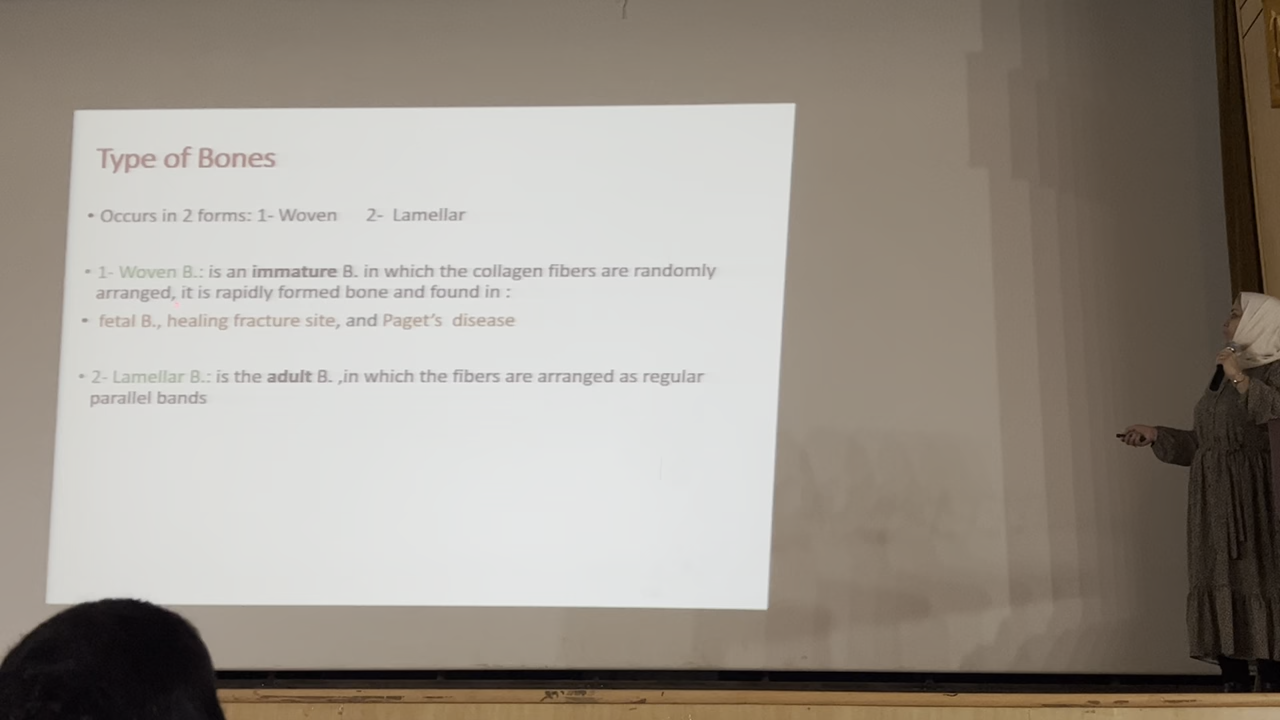 Type of Bones
• Occurs in 2 forms: 1- Woven 2- Lamellar
• 1- Woven B.: is an immature B. in which the collagen fibers are randomly
arranged, it is rapidly formed bone and found in :
• fetal B., healing fracture site, and Paget's disease
• 2- Lamellar B.: is the adult B. ,in which the fibers are arranged as regular
parallel bands